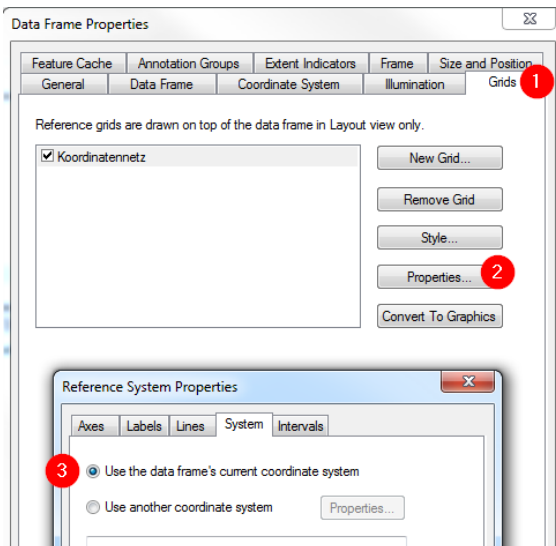 Data Frame Properties
Feature Cache Annotation Groups Extent Indicators Frame Size and Position
General Data Frame Coordinate System Illumination Grids 1
Reference grids are drawn on top of the data frame in Layout view only.
Koordinatennetz
New Grid...
Remove Grid
Style...
Properties... 2
Convert To Graphics
Reference System Properties
Axes Labels Lines System Intervals
3 Use the data frame's current coordinate system
Use another coordinate system Properties...